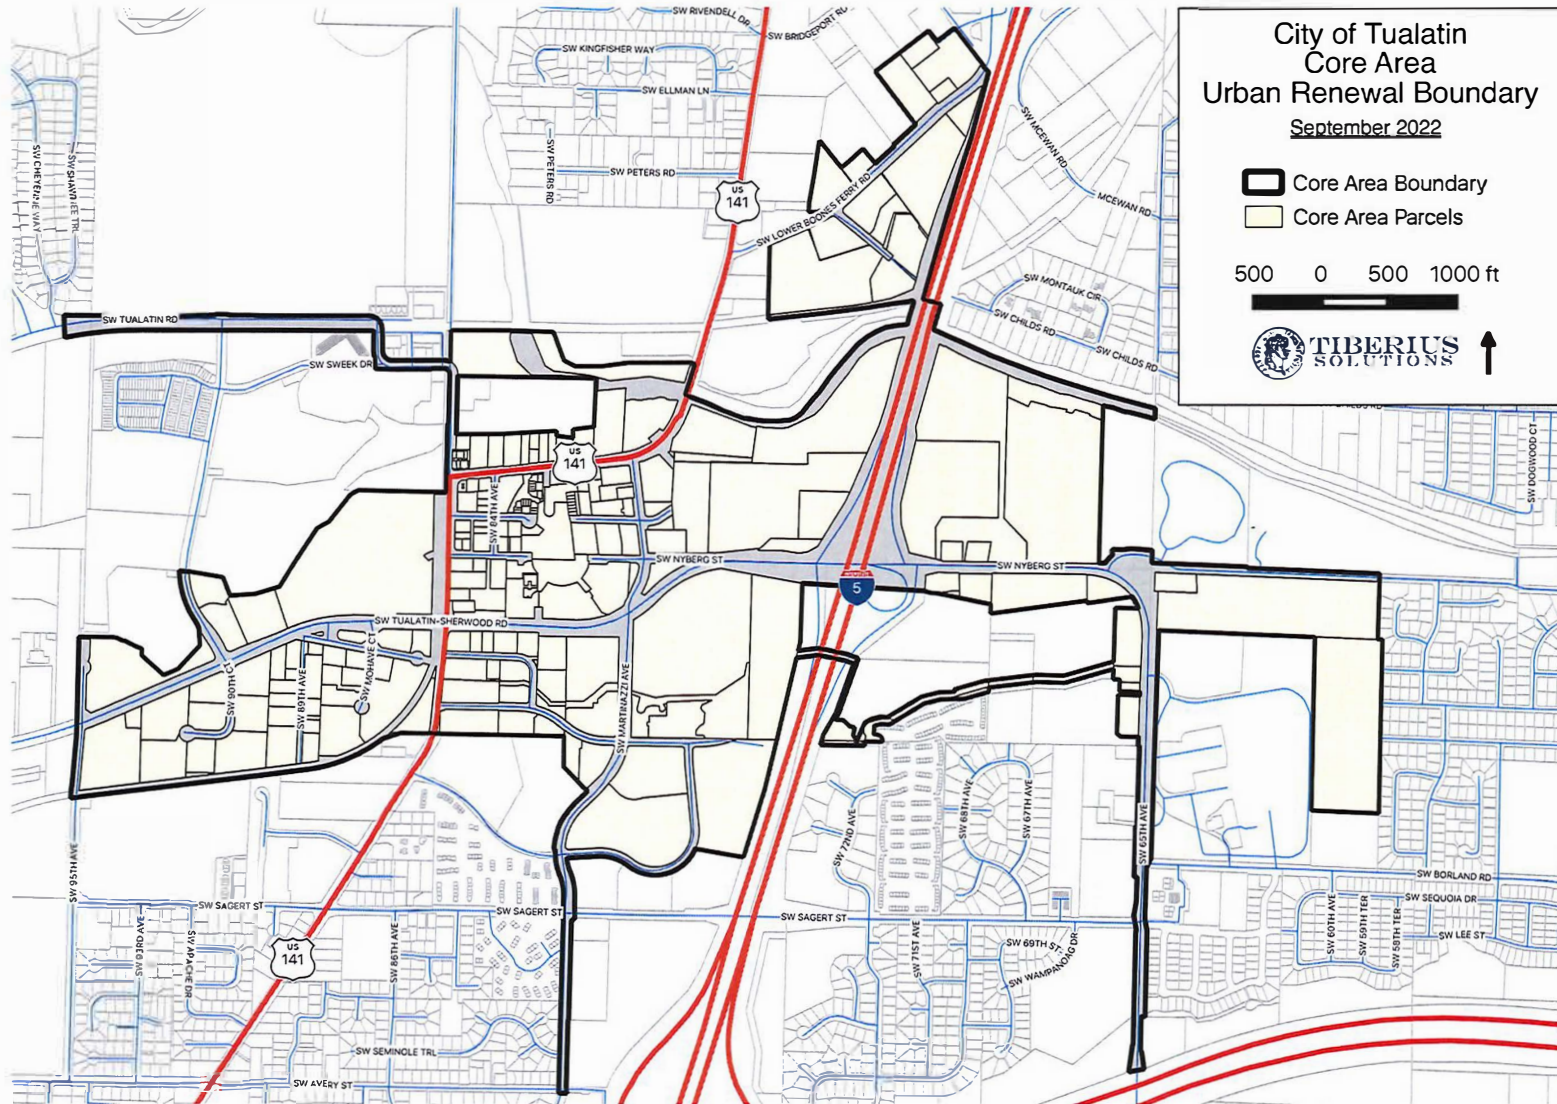 City of Tualatin
Core Area
Urban Renewal Boundary
September 2022
Core Area Boundary
Core Area Parcels
500 0 500 1000 ft
TIBERIUS
SOLUTIONS
SW RIVENDELL DR
SW BRIDGEPORT RD
SW KINGFISHER WAY
SW ELLMAN LN
SW PETERS RD
SW PETERS RD
SW CHEYENNE WAY
SW SHAWNEE TRL
US
141
SW LOWER BOONES FERRY RD
SW MCEWAN RD
MCEWAN RD
SW MONTAUK CIR
SW CHILDS RD
SW CHILDS RD
SW TUALATIN RD
SW SWEEK DR
SW DOGWOOD CT
US
141
SW 84TH AVE
SW NYBERG ST
SW NYBERG ST
5
SW TUALATIN-SHERWOOD RD
SW MOHAVE CT
SW 90TH CT
SW 89TH AVE
SW MARTINAZZI AVE
SW 95TH AVE
SW 72ND AVE
SW 68TH AVE
SW 67TH AVE
SW 65TH AVE
SW BORLAND RD
SW SEQUOIA DR
SW LEE ST
SW 60TH AVE
SW 59TH TER
SW 58TH TER
SW SAGERT ST
SW SAGERT ST
SW SAGERT ST
SW 93RD AVE
SW APACHE DR
US
141
SW 86TH AVE
SW 71ST AVE
SW 69TH ST
SW WAMPANOAG DR
SW SEMINOLE TRL
SW AVERY ST